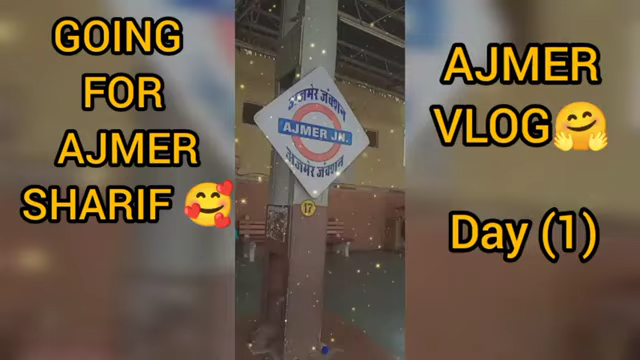 GOING
FOR
AJMER
SHARIF 🥰
अजमेर जंक्शन
AJMER JN.
अजमेर जंक्शन
17
AJMER
VLOG🤗
Day (1)